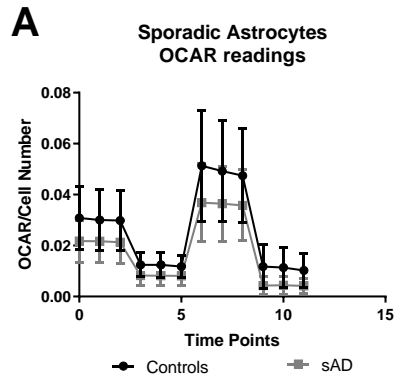 A
Sporadic Astrocytes
OCAR readings
OCAR/Cell Number
0.08
0.06
0.04
0.02
0.00
0 5 10 15
Time Points
Controls sAD